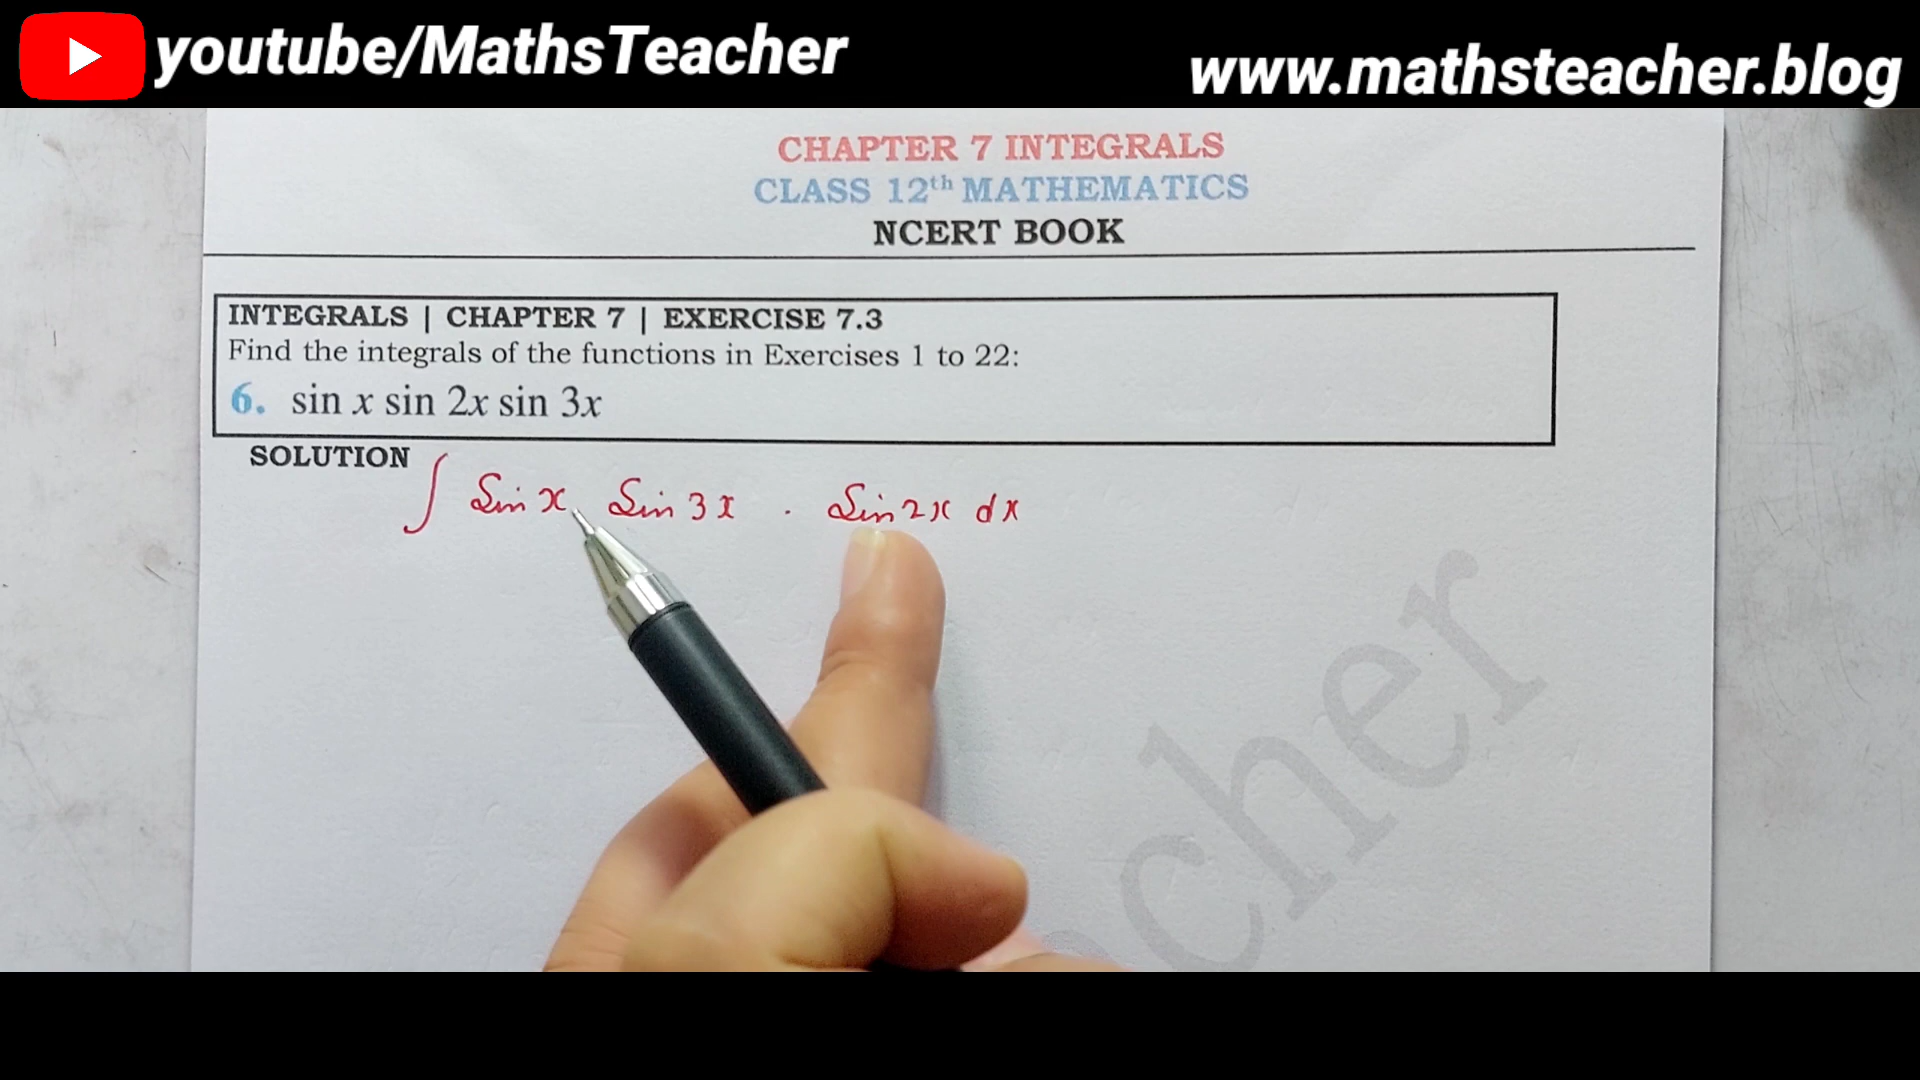 youtube/MathsTeacher
www.mathsteacher.blog
CHAPTER 7 INTEGRALS
CLASS 12th MATHEMATICS
NCERT BOOK
INTEGRALS | CHAPTER 7 | EXERCISE 7.3
Find the integrals of the functions in Exercises 1 to 22:
6. sin x sin 2x sin 3x
SOLUTION
∫ Sin x Sin 3x . Sin 2x dx
cher